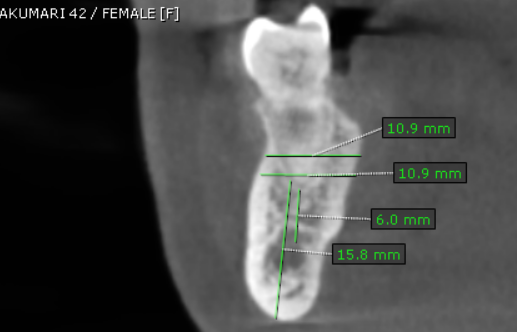 AKUMARI 42 / FEMALE [F]
10.9 mm
10.9 mm
6.0 mm
15.8 mm